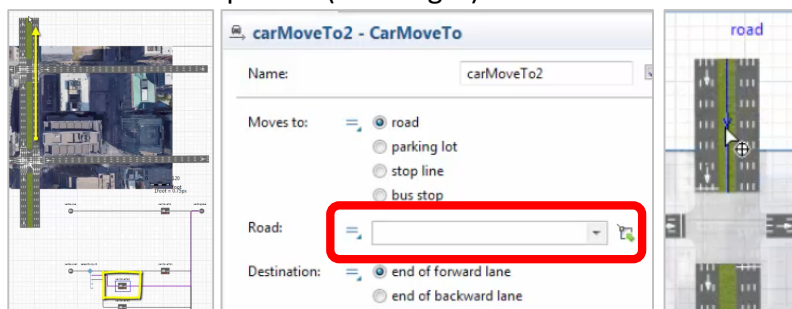 carMoveTo2 - CarMoveTo
Name:
carMoveTo2
Moves to:
road
parking lot
stop line
bus stop
Road:
Destination:
end of forward lane
end of backward lane
road